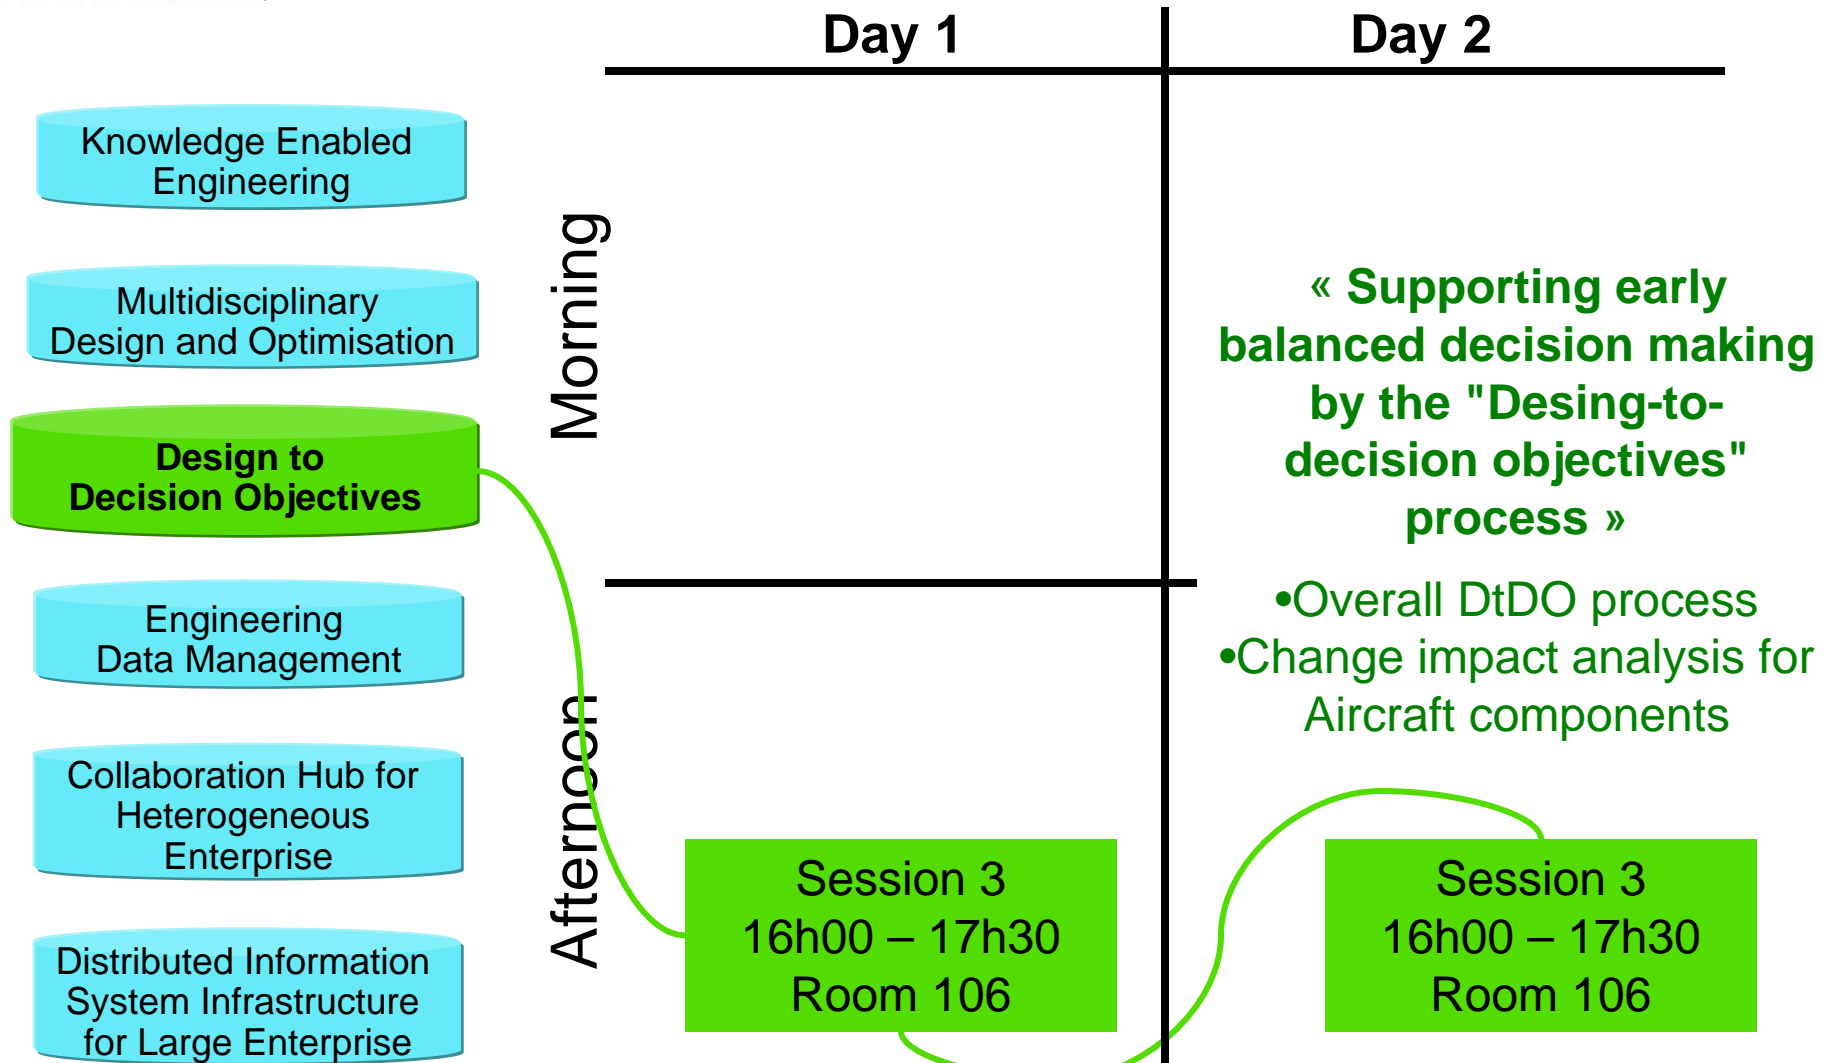 Day 1
Day 2
Knowledge Enabled
Engineering
Multidisciplinary
Design and Optimisation
Design to
Decision Objectives
Engineering
Data Management
Collaboration Hub for
Heterogeneous
Enterprise
Distributed Information
System Infrastructure
for Large Enterprise
Morning
Afternoon
« Supporting early
balanced decision making
by the "Desing-to-
decision objectives"
process »
•Overall DtDO process
•Change impact analysis for
Aircraft components
Session 3
16h00 – 17h30
Room 106
Session 3
16h00 – 17h30
Room 106